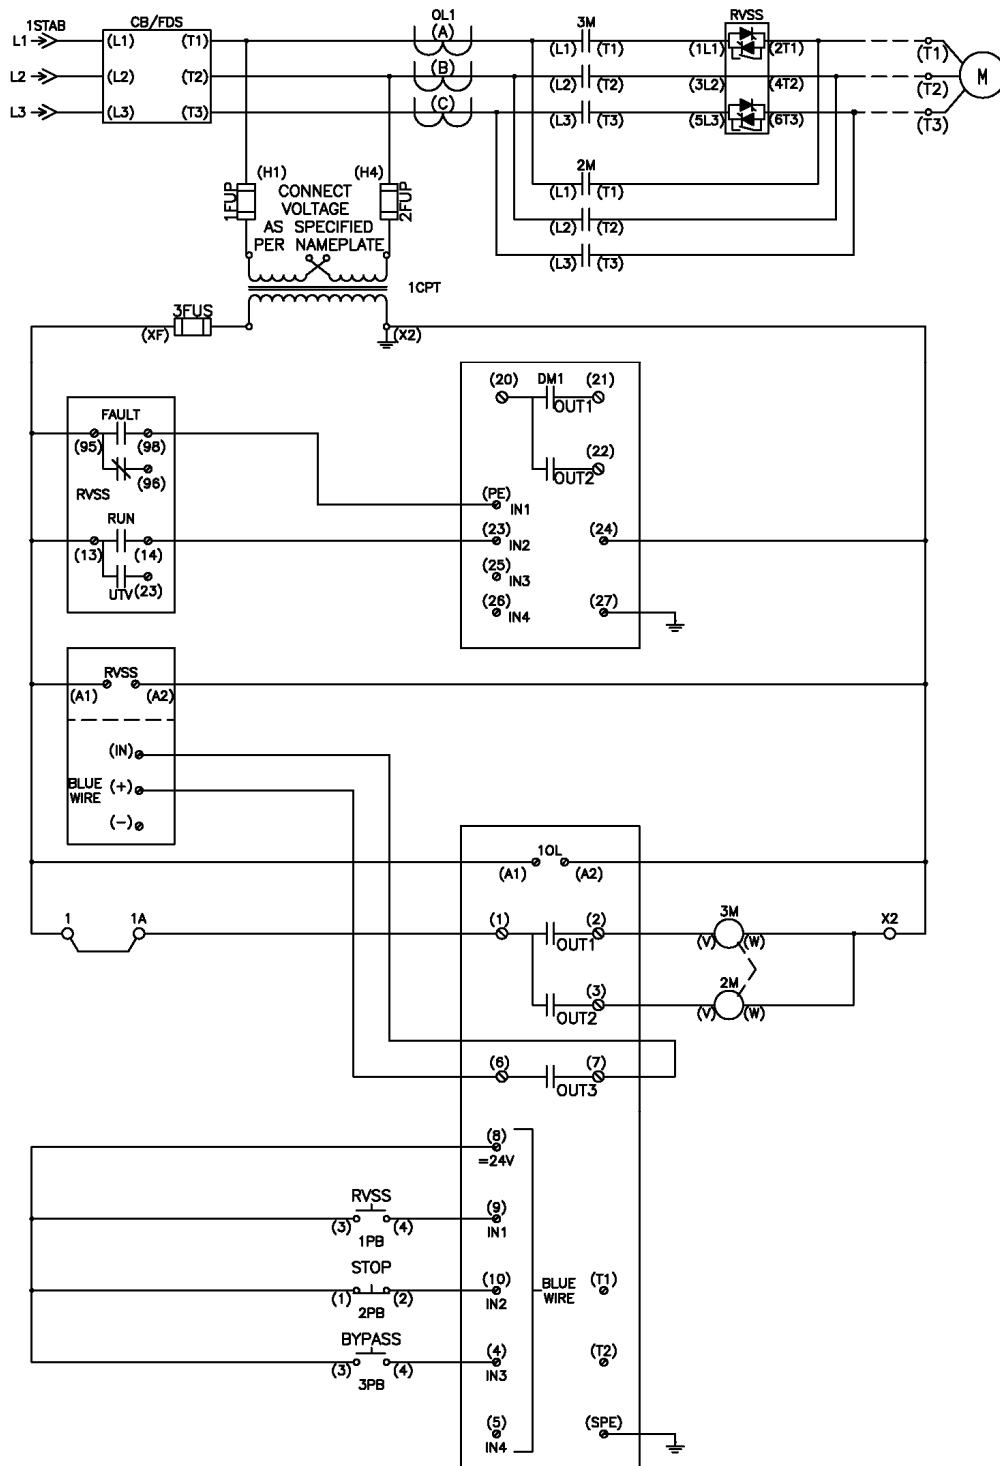 1STAB CB/FDS OL1 3M RVSS
L1 (L1) (T1) (A) (L1) (T1) (1L1) (2T1) (T1)
L2 (L2) (T2) (B) (L2) (T2) (3L2) (4T2) (T2) M
L3 (L3) (T3) (C) (L3) (T3) (5L3) (6T3) (T3)
(H1) (H4) 2M
1FUP CONNECT 2FUP (L1) (T1)
VOLTAGE
AS SPECIFIED (L2) (T2)
PER NAMEPLATE (L3) (T3)
1CPT
3FUS
(XF) (X2)
(20) DM1 (21)
OUT1
FAULT
(95) (98) (22)
(96) OUT2
RVSS (PE)
IN1
RUN (23) (24)
(13) (14) IN2
(25)
UTV (23) IN3
(26) (27)
IN4
RVSS
(A1) (A2)
(IN)
BLUE (+)
WIRE
(-)
1OL
(A1) (A2)
1 1A (1) (2) 3M X2
OUT1 (V) (W)
(3) 2M
OUT2 (V) (W)
(6) (7)
OUT3
(8)
=24V
RVSS (9)
(3) (4) IN1
1PB
STOP (10) BLUE (T1)
(1) (2) IN2 WIRE
2PB
BYPASS (4) (T2)
(3) (4) IN3
3PB
(5) (SPE)
IN4